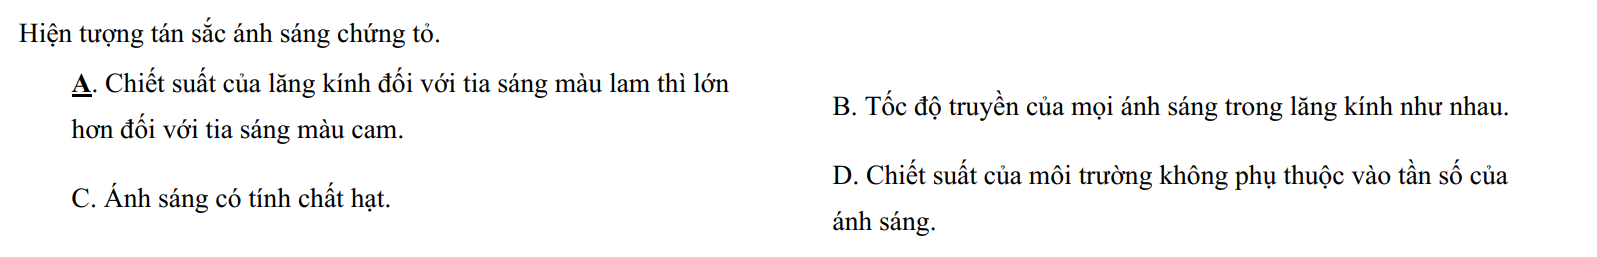 Hiện tượng tán sắc ánh sáng chứng tỏ.
A. Chiết suất của lăng kính đối với tia sáng màu lam thì lớn
hơn đối với tia sáng màu cam.
B. Tốc độ truyền của mọi ánh sáng trong lăng kính như nhau.
C. Ánh sáng có tính chất hạt.
D. Chiết suất của môi trường không phụ thuộc vào tần số của
ánh sáng.